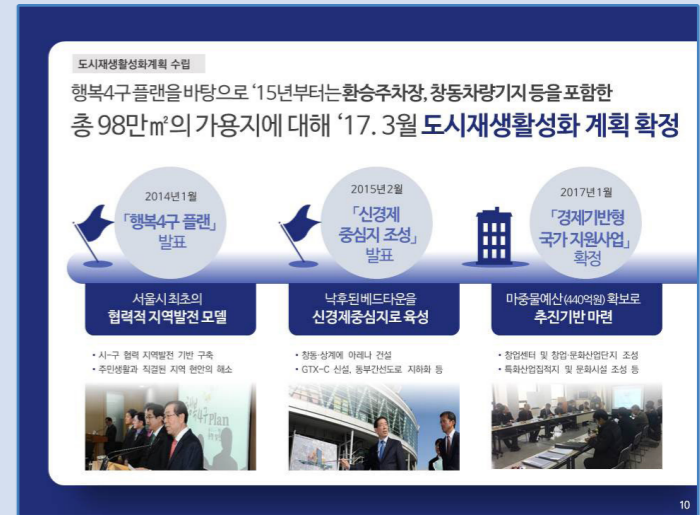 도시재생활성화계획 수립
행복4구 플랜을 바탕으로 ‘15년부터는 환승주차장, 창동차량기지 등을 포함한
총 98만㎡의 가용지에 대해 ‘17. 3월 도시재생활성화 계획 확정
2014년 1월
「행복4구 플랜」
발표
2015년 2월
「신경제
중심지 조성」
발표
2017년 1월
「경제기반형
국가 지원사업」
확정
서울시 최초의
협력적 지역발전 모델
낙후된 베드타운을
신경제중심지로 육성
마중물예산(440억원) 확보로
추진기반 마련
• 시-구 협력 지역발전 기반 구축
• 주민생활과 직결된 지역 현안의 해소
• 창동·상계에 아레나 건설
• GTX-C 신설, 동부간선도로 지하화 등
• 창업센터 및 창업·문화산업단지 조성
• 특화산업집적지 및 문화시설 조성 등
4구 Plan
10